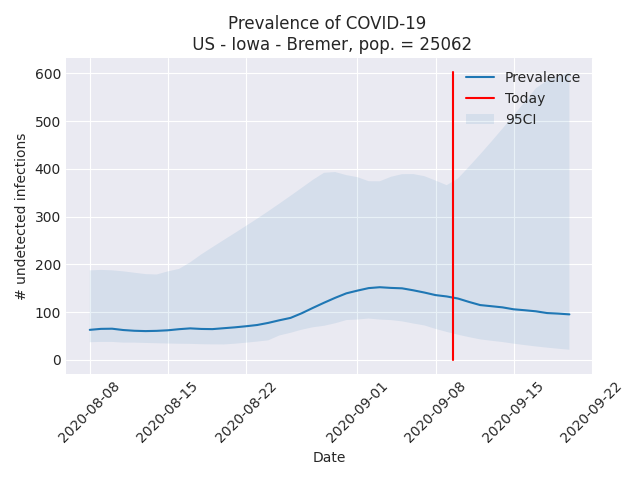 Prevalence of COVID-19
US - Iowa - Bremer, pop. = 25062
# undetected infections
600
500
400
300
200
100
0
Prevalence
Today
95CI
2020-08-08
2020-08-15
2020-08-22
2020-09-01
2020-09-08
2020-09-15
2020-09-22
Date